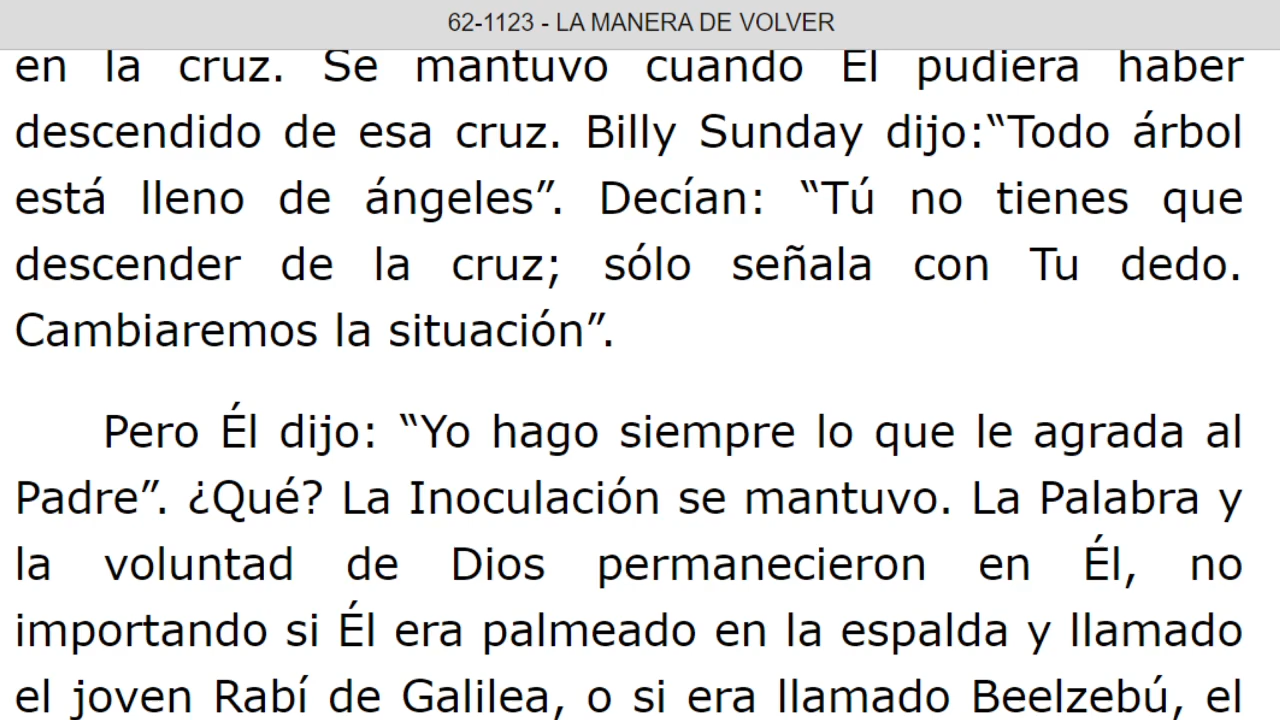 62-1123 - LA MANERA DE VOLVER
en la cruz. Se mantuvo cuando Él pudiera haber
descendido de esa cruz. Billy Sunday dijo:“Todo árbol
está lleno de ángeles”. Decían: “Tú no tienes que
descender de la cruz; sólo señala con Tu dedo.
Cambiaremos la situación”.
Pero Él dijo: “Yo hago siempre lo que le agrada al
Padre”. ¿Qué? La Inoculación se mantuvo. La Palabra y
la voluntad de Dios permanecieron en Él, no
importando si Él era palmeado en la espalda y llamado
el joven Rabí de Galilea, o si era llamado Beelzebú, el